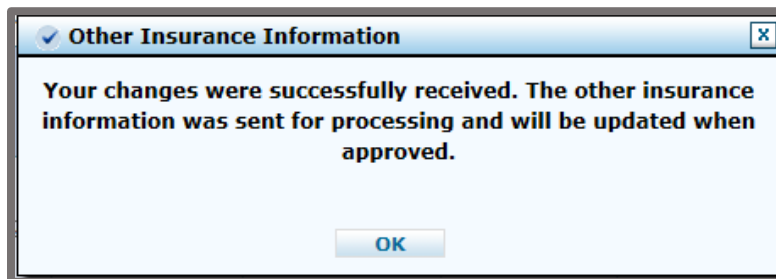 Other Insurance Information
X
Your changes were successfully received. The other insurance
information was sent for processing and will be updated when
approved.
OK